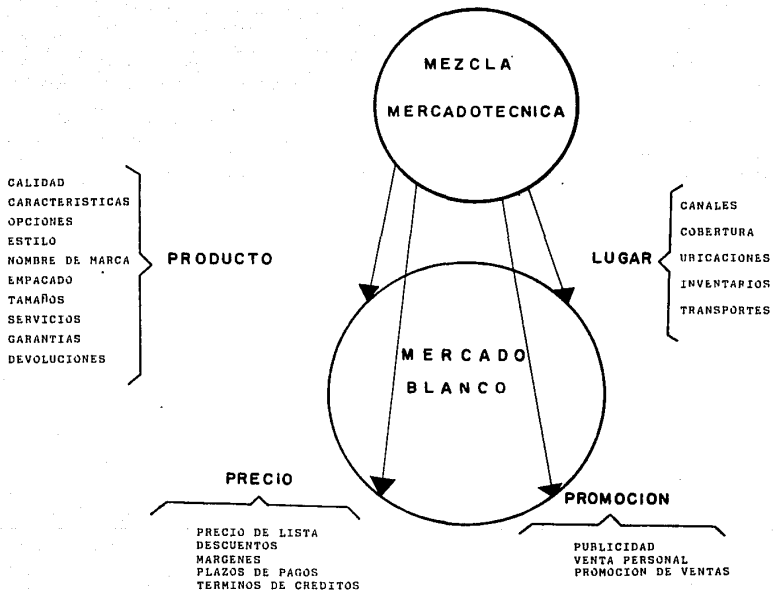 MEZCLA
MERCADOTECNICA
CALIDAD
CARACTERISTICAS
OPCIONES
ESTILO
NOMBRE DE MARCA
EMPACADO
TAMAÑOS
SERVICIOS
GARANTIAS
DEVOLUCIONES
PRODUCTO
LUGAR
CANALES
COBERTURA
UBICACIONES
INVENTARIOS
TRANSPORTES
MERCADO
BLANCO
PRECIO
PRECIO DE LISTA
DESCUENTOS
MARGENES
PLAZOS DE PAGOS
TERMINOS DE CREDITOS
PROMOCION
PUBLICIDAD
VENTA PERSONAL
PROMOCION DE VENTAS